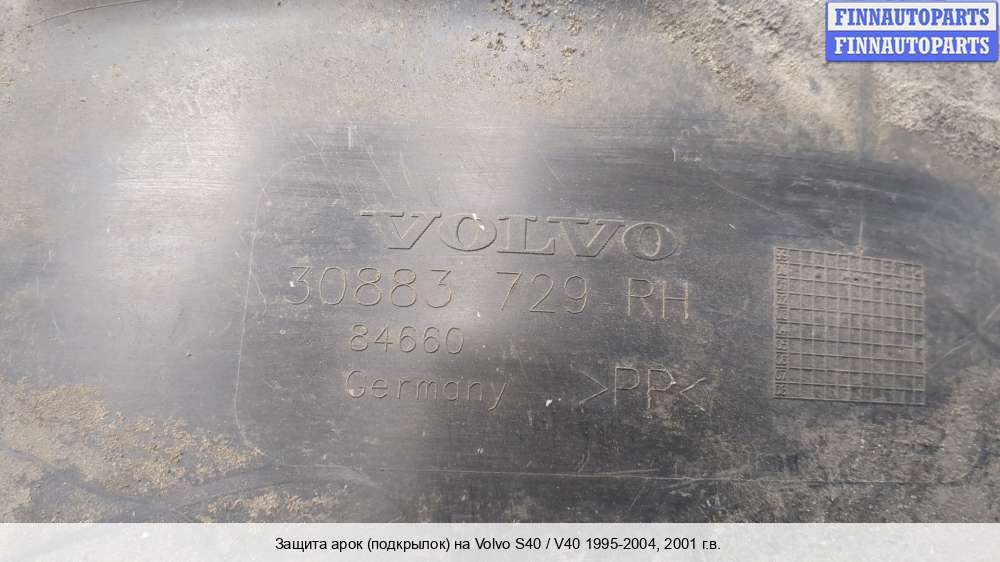 FINNAUTOPARTS
FINNAUTOPARTS
VOLVO
30883 729 RH
84660
Germany >PP<
Защита арок (подкрылок) на Volvo S40 / V40 1995-2004, 2001 г.в.